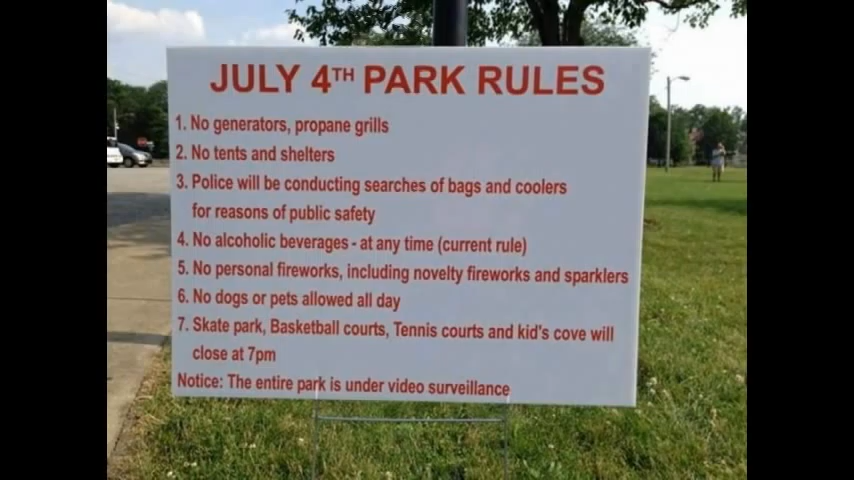 JULY 4TH PARK RULES
1. No generators, propane grills
2. No tents and shelters
3. Police will be conducting searches of bags and coolers
for reasons of public safety
4. No alcoholic beverages - at any time (current rule)
5. No personal fireworks, including novelty fireworks and sparklers
6. No dogs or pets allowed all day
7. Skate park, Basketball courts, Tennis courts and kid's cove will
close at 7pm
Notice: The entire park is under video surveillance